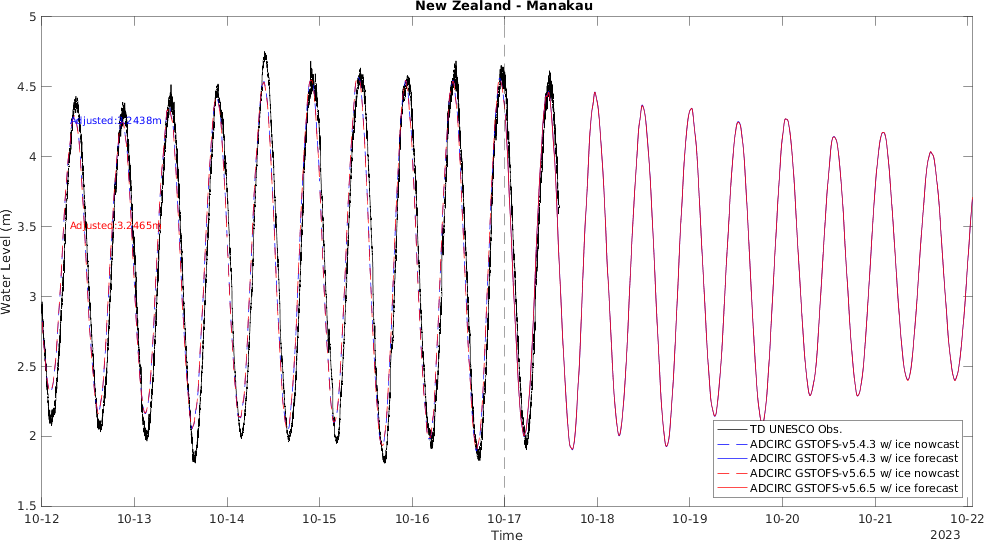 New Zealand - Manakau
5
4.5
4
3.5
3
2.5
2
1.5
Water Level (m)
Adjusted:3.2465m
TD UNESCO Obs.
ADCIRC GSTOFS-v5.4.3 w/ ice nowcast
ADCIRC GSTOFS-v5.4.3 w/ ice forecast
ADCIRC GSTOFS-v5.6.5 w/ ice nowcast
ADCIRC GSTOFS-v5.6.5 w/ ice forecast
10-12 10-13 10-14 10-15 10-16 10-17 10-18 10-19 10-20 10-21 10-22
Time
2023